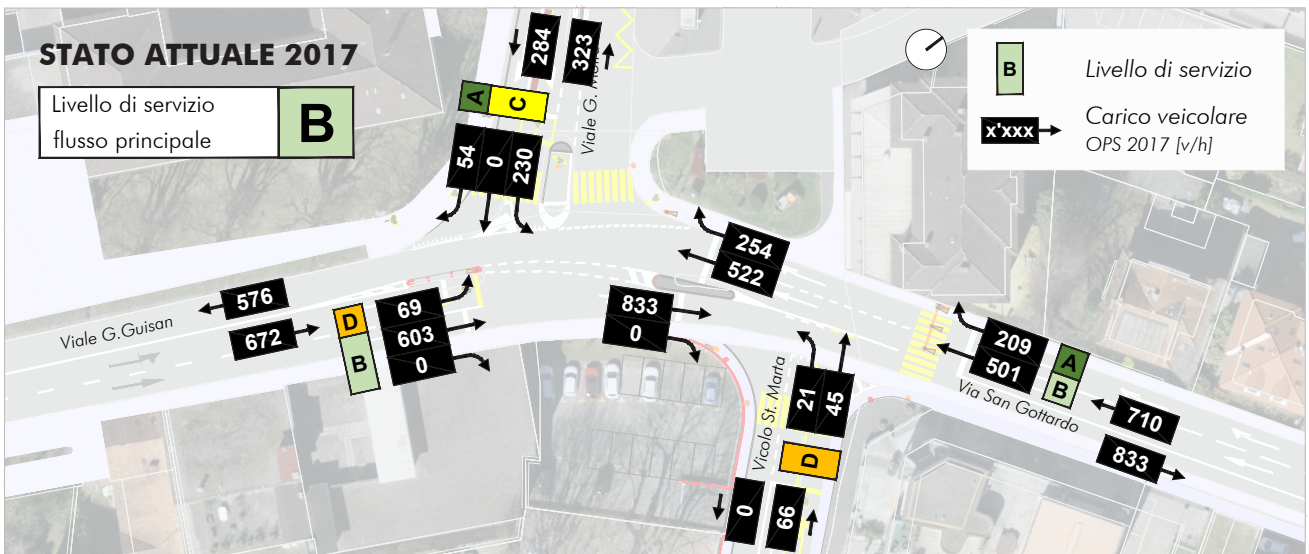 STATO ATTUALE 2017
Livello di servizio
flusso principale
B
B
Livello di servizio
x'xxx
Carico veicolare
OPS 2017 [v/h]
284
323
Viale G.
A
C
54
0
230
254
522
576
672
Viale G.Guisan
D
B
69
603
0
833
0
209
501
A
B
Via San Gottardo
710
833
21
45
Vicolo St. Marta
D
0
66